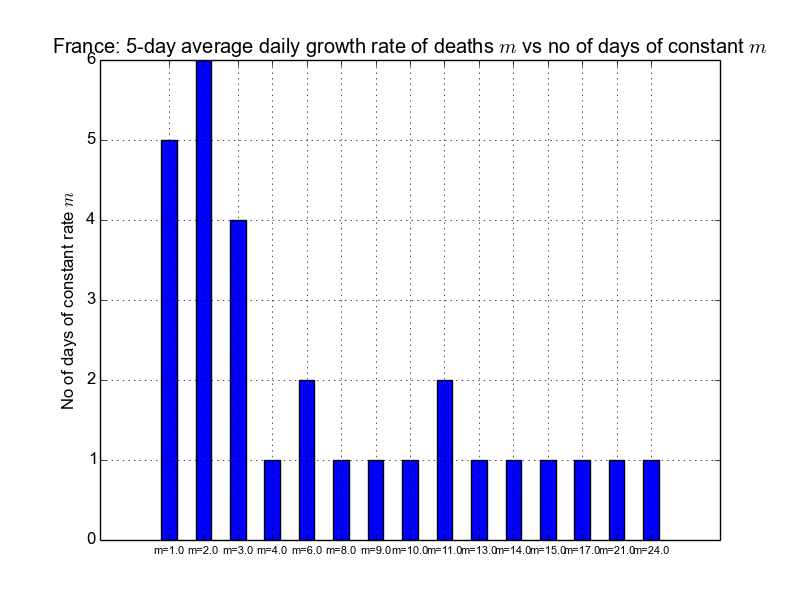 France: 5-day average daily growth rate of deaths m vs no of days of constant m
No of days of constant rate m
6
5
4
3
2
1
0
m=1.0 m=2.0 m=3.0 m=4.0 m=6.0 m=8.0 m=9.0 m=10.0 m=11.0 m=13.0 m=14.0 m=15.0 m=17.0 m=21.0 m=24.0